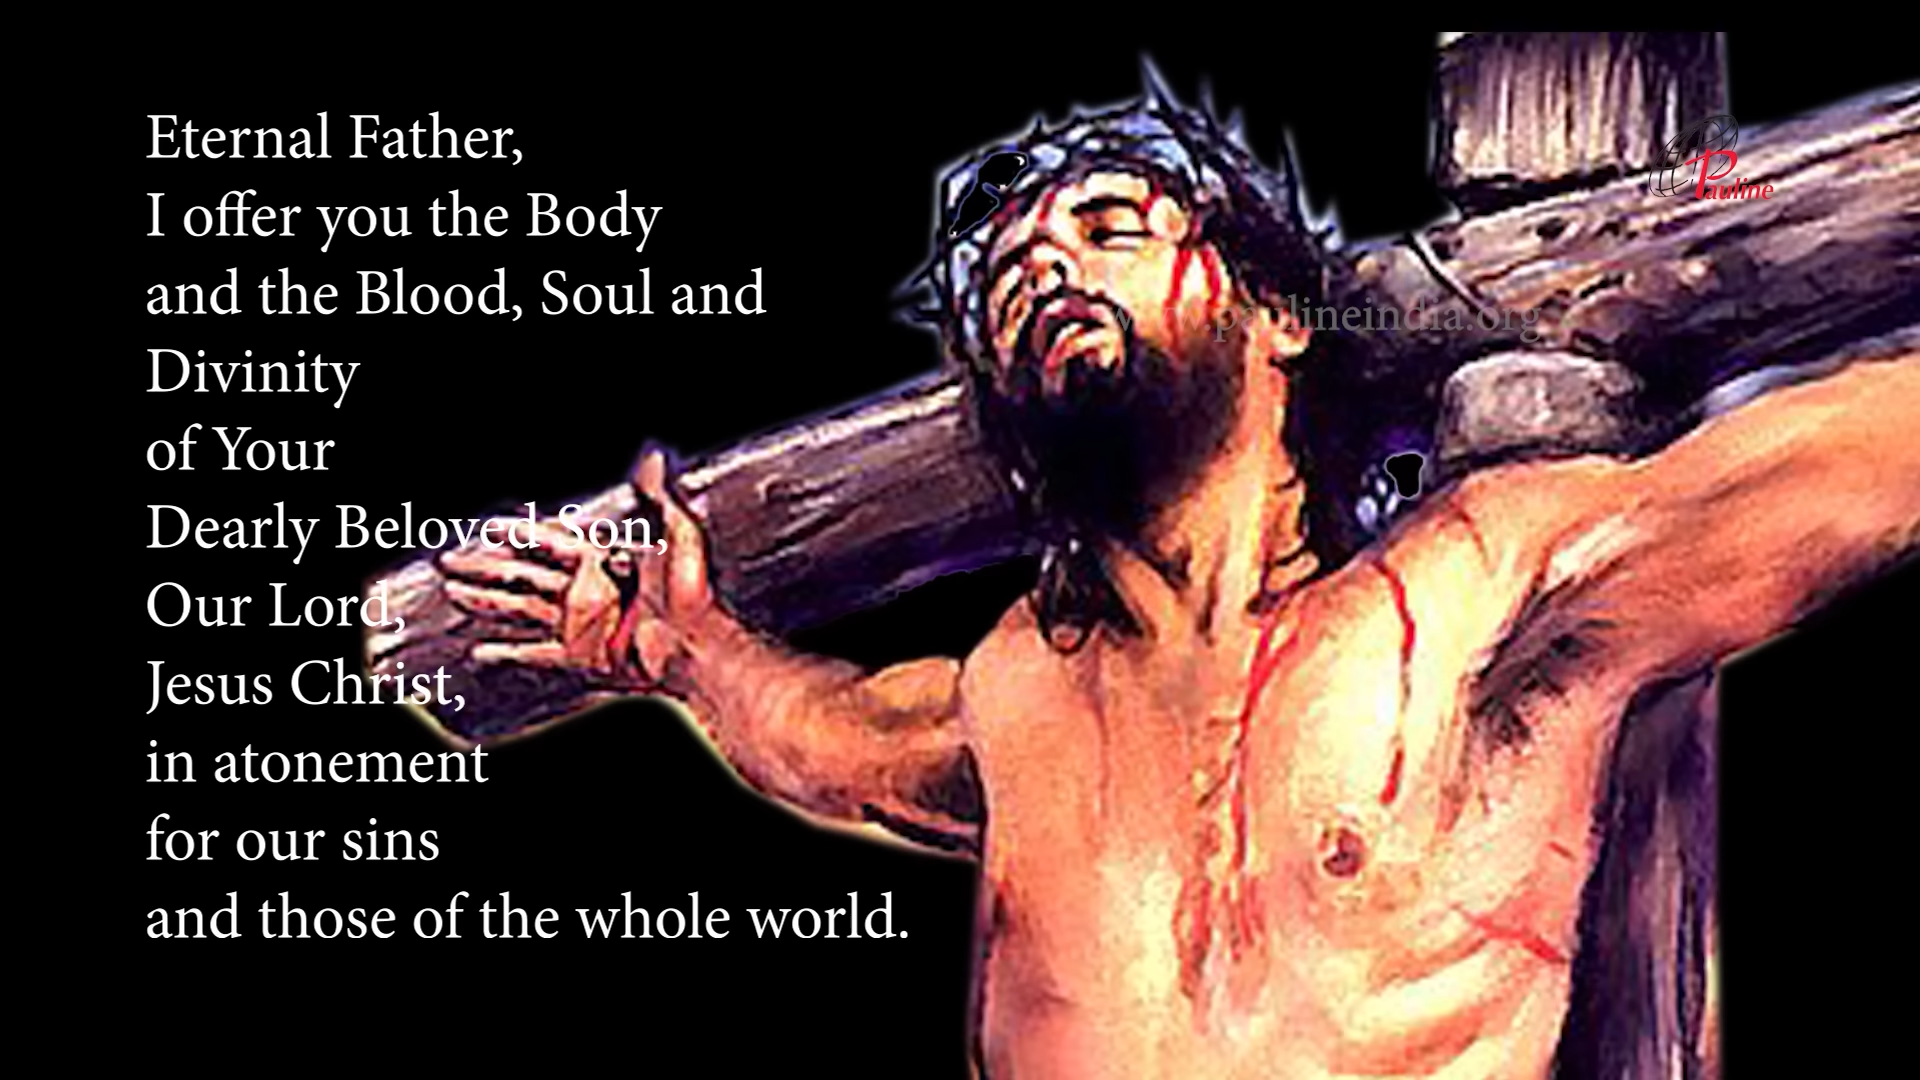 Eternal Father,
I offer you the Body
and the Blood, Soul and
Divinity
of Your
Dearly Beloved Son,
Our Lord,
Jesus Christ,
in atonement
for our sins
and those of the whole world.
Pauline
www.paulineindia.org